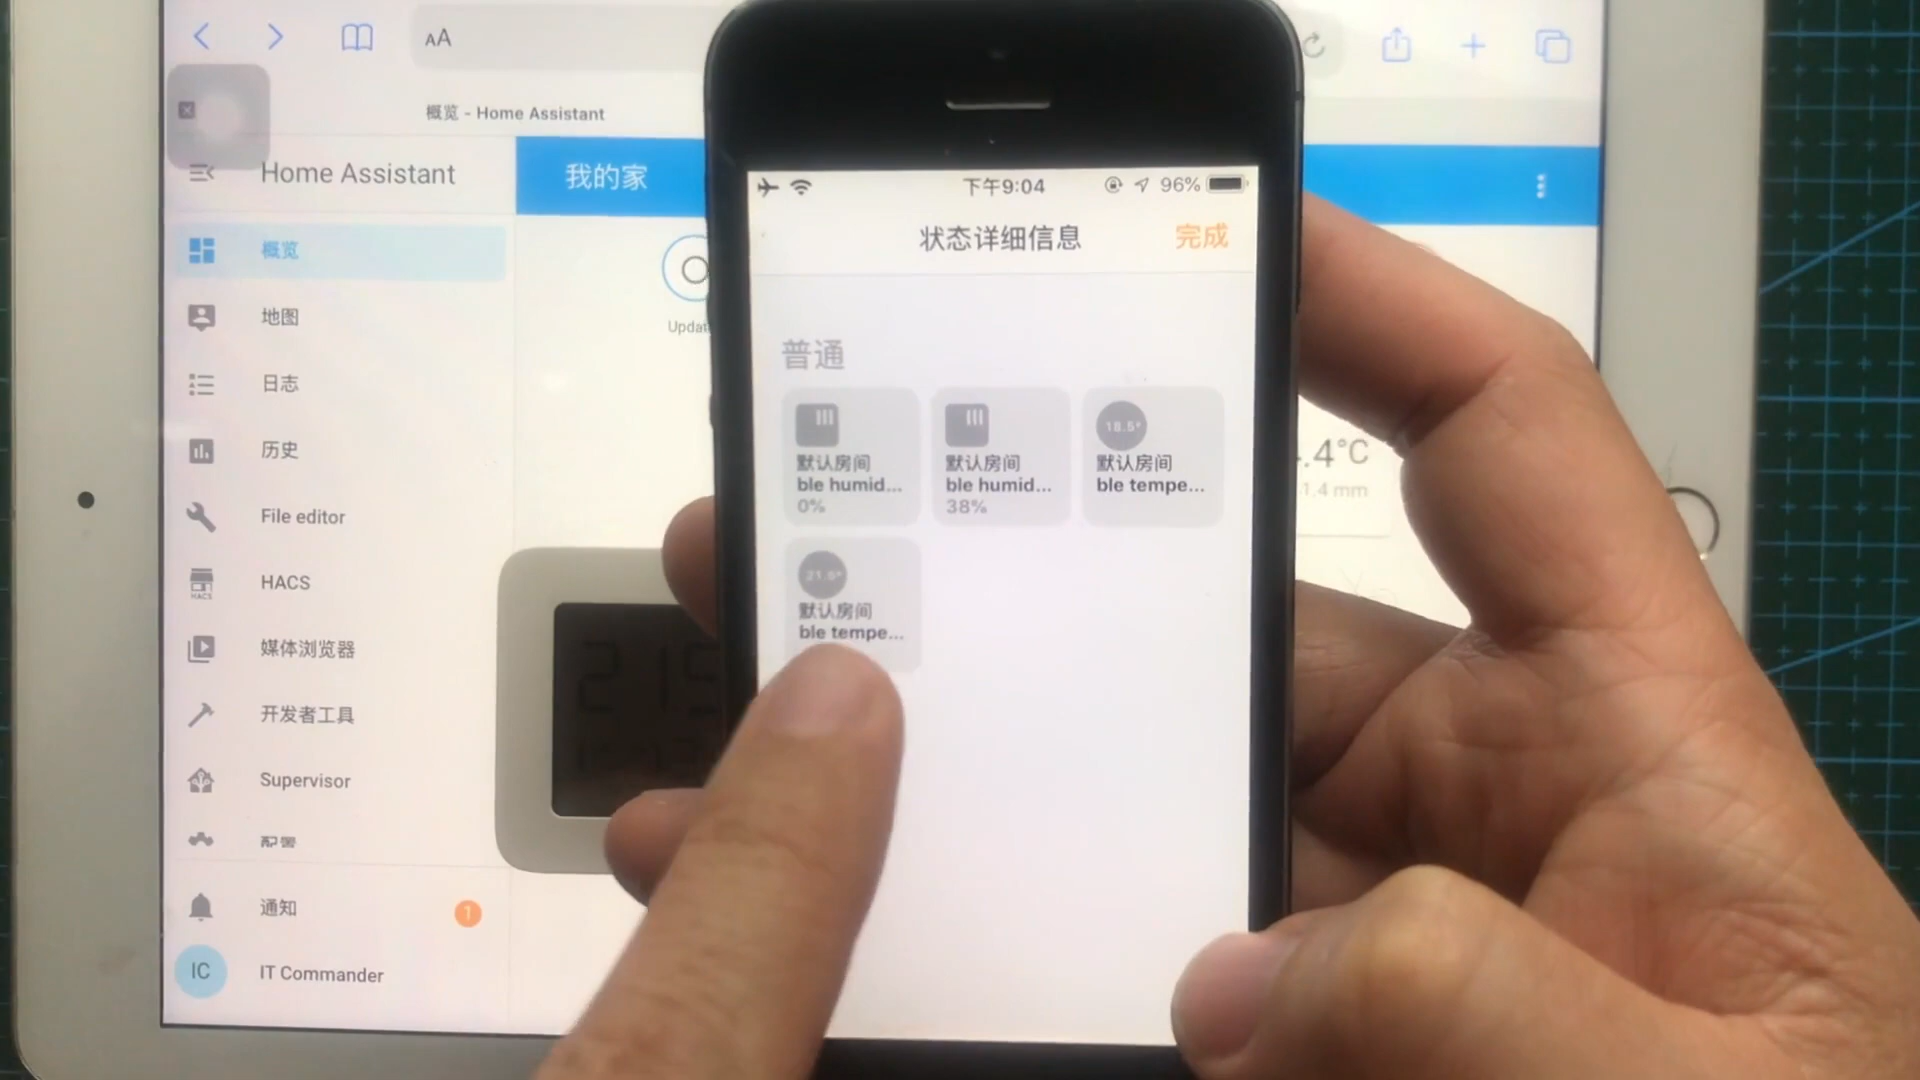 AA
概览 - Home Assistant
Home Assistant
我的家
概览
地图
日志
历史
File editor
HACS
HACS
媒体浏览器
开发者工具
Supervisor
配置
通知
1
IC
IT Commander
下午9:04
96%
状态详细信息
完成
普通
默认房间
ble humid...
0%
默认房间
ble humid...
38%
18.5°
默认房间
ble tempe...
默认房间
ble tempe...
.4°C
1.4 mm
215